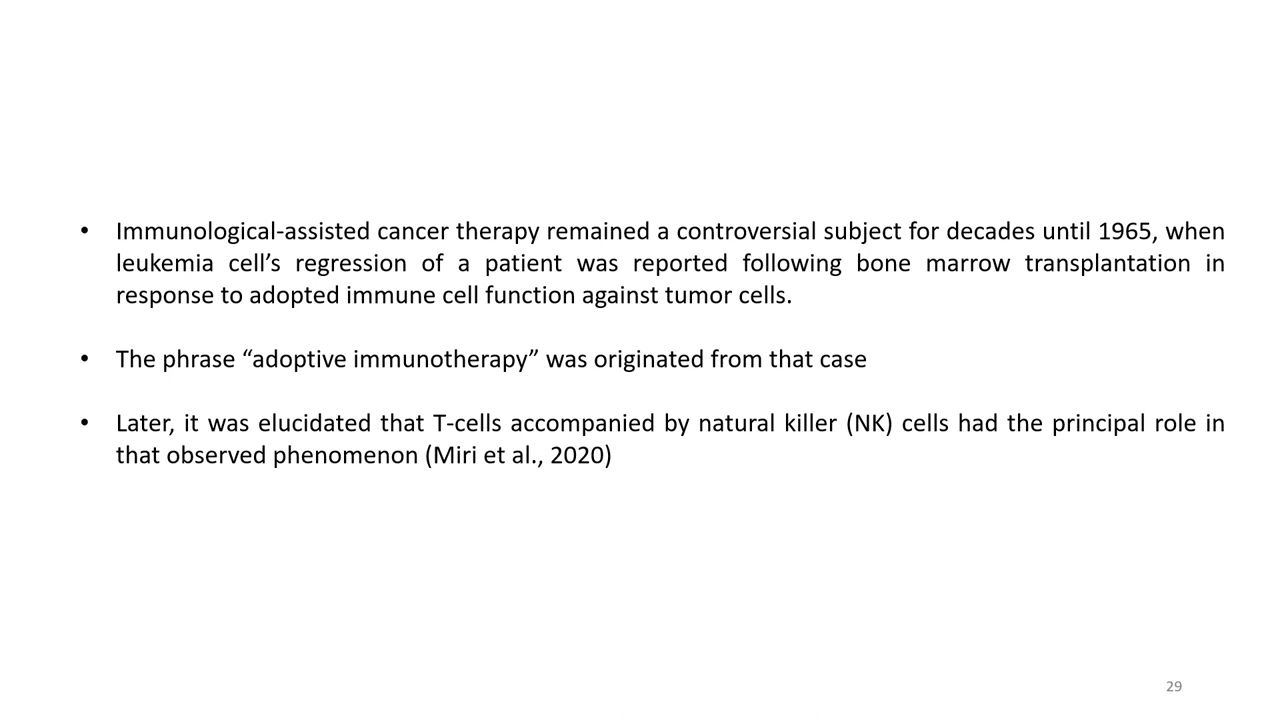 • Immunological-assisted cancer therapy remained a controversial subject for decades until 1965, when
leukemia cell’s regression of a patient was reported following bone marrow transplantation in
response to adopted immune cell function against tumor cells.
• The phrase “adoptive immunotherapy” was originated from that case
• Later, it was elucidated that T-cells accompanied by natural killer (NK) cells had the principal role in
that observed phenomenon (Miri et al., 2020)
29